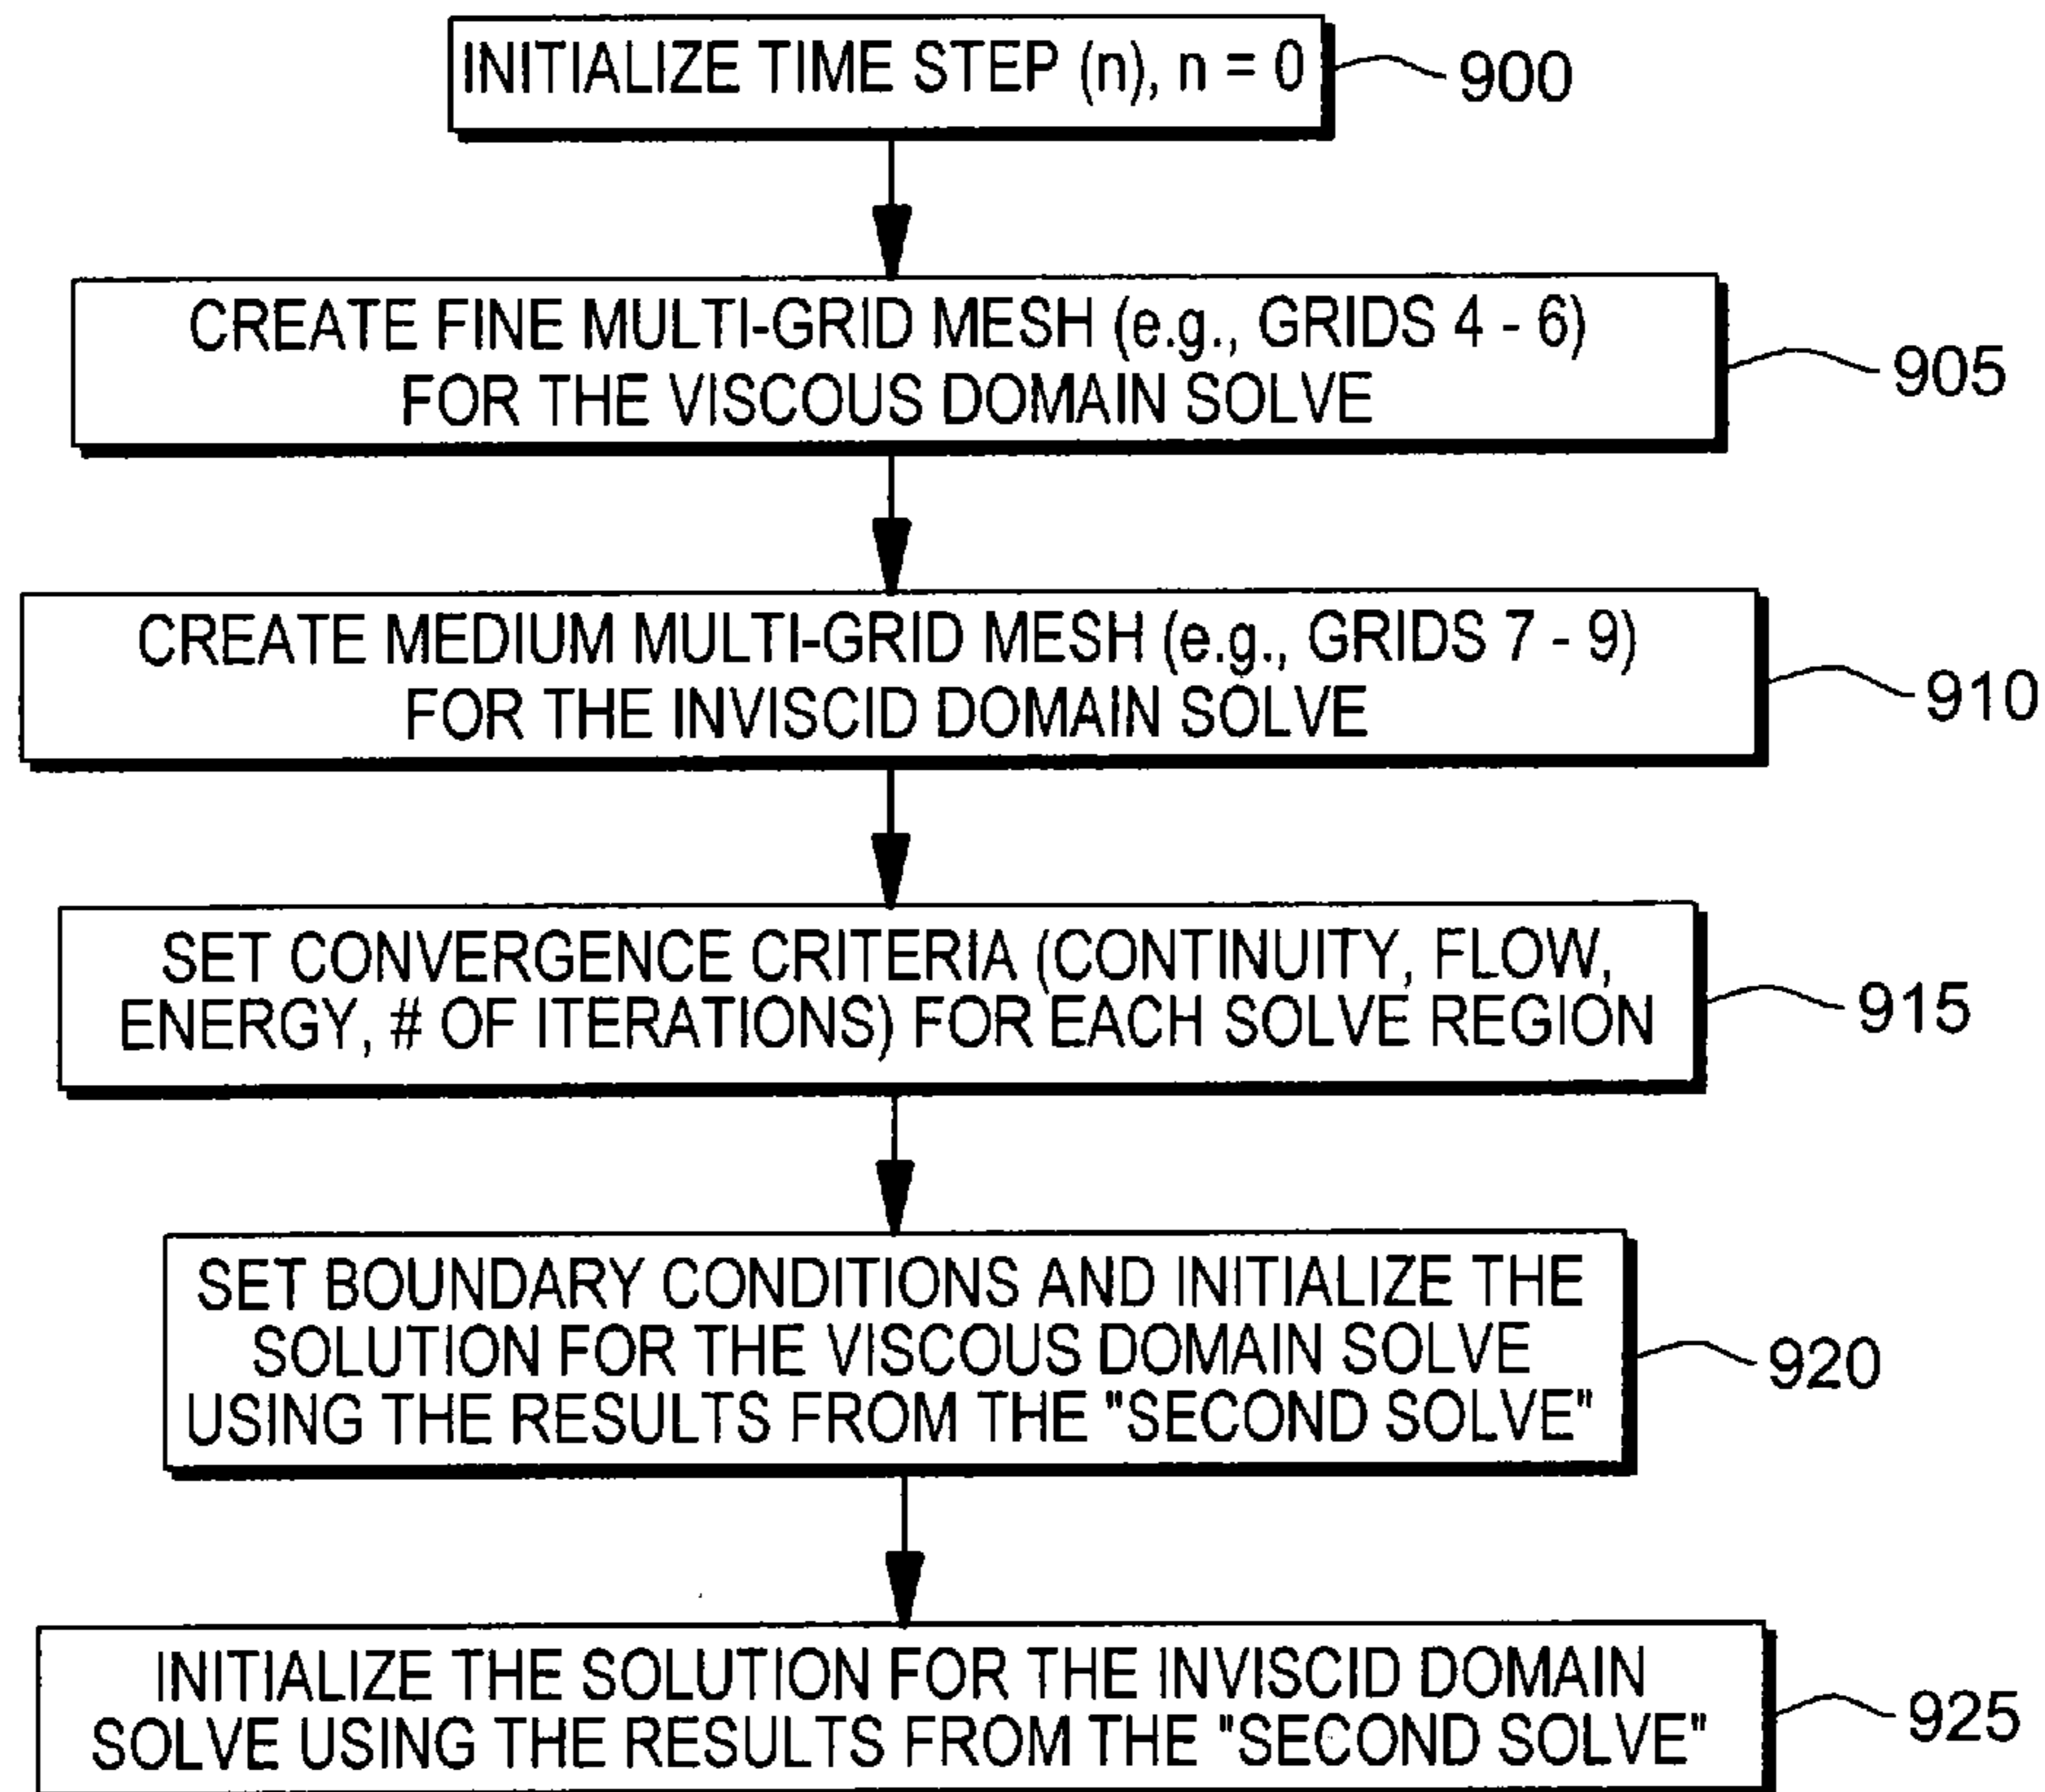 INITIALIZE TIME STEP (n), n = 0
900
CREATE FINE MULTI-GRID MESH (e.g., GRIDS 4 - 6)
FOR THE VISCOUS DOMAIN SOLVE
905
CREATE MEDIUM MULTI-GRID MESH (e.g., GRIDS 7 - 9)
FOR THE INVISCID DOMAIN SOLVE
910
SET CONVERGENCE CRITERIA (CONTINUITY, FLOW,
ENERGY, # OF ITERATIONS) FOR EACH SOLVE REGION
915
SET BOUNDARY CONDITIONS AND INITIALIZE THE
SOLUTION FOR THE VISCOUS DOMAIN SOLVE
USING THE RESULTS FROM THE "SECOND SOLVE"
920
INITIALIZE THE SOLUTION FOR THE INVISCID DOMAIN
SOLVE USING THE RESULTS FROM THE "SECOND SOLVE"
925